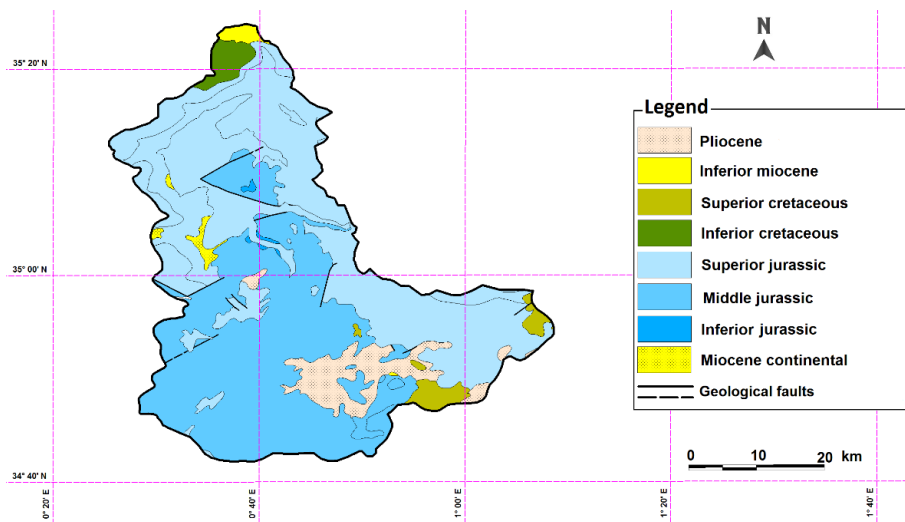 N
35° 20' N
Legend
Pliocene
Inferior miocene
Superior cretaceous
Inferior cretaceous
35° 00' N
Superior jurassic
Middle jurassic
Inferior jurassic
Miocene continental
Geological faults
0 10 20 km
34° 40' N
0° 20' E
0° 40' E
1° 00' E
1° 20' E
1° 40' E